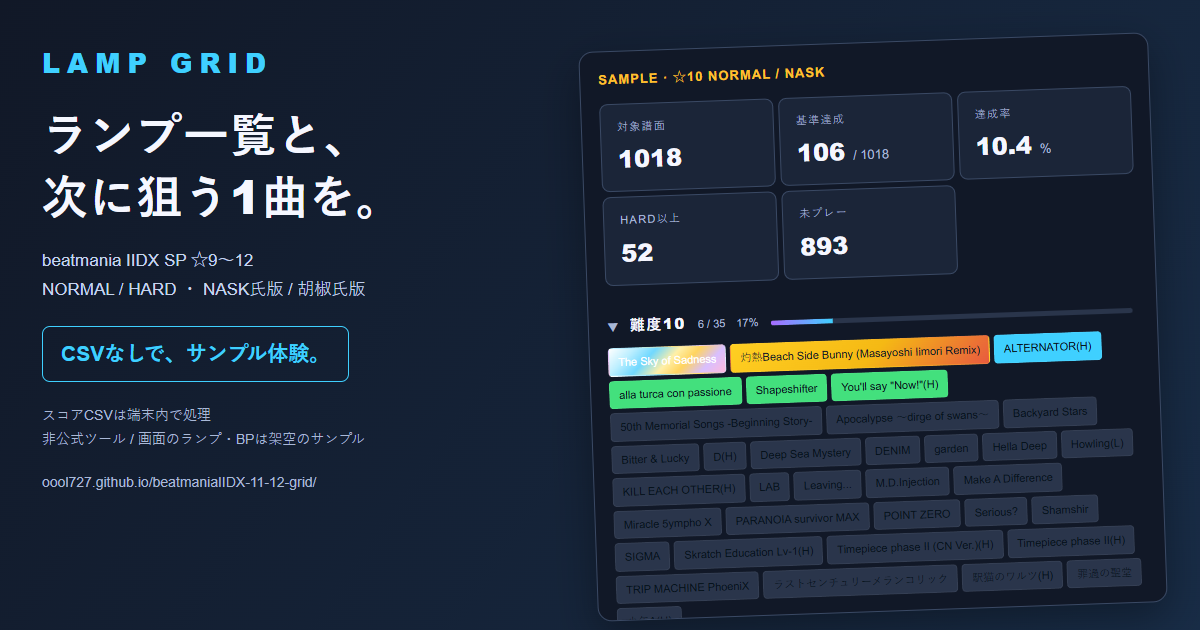 LAMP GRID
ランプ一覧と、
次に狙う1曲を。
beatmania IIDX SP ☆9〜12
NORMAL / HARD ・ NASK氏版 / 胡椒氏版
CSVなしで、サンプル体験。
スコアCSVは端末内で処理
非公式ツール / 画面のランプ・BPは架空のサンプル
oool727.github.io/beatmaniaIIDX-11-12-grid/
SAMPLE · ☆10 NORMAL / NASK
対象譜面
1018
基準達成
106 / 1018
達成率
10.4 %
HARD以上
52
未プレー
893
▼ 難度10 6 / 35 17%
The Sky of Sadness 灼熱Beach Side Bunny (Masayoshi Iimori Remix) ALTERNATOR(H)
alla turca con passione Shapeshifter You'll say "Now!"(H)
50th Memorial Songs -Beginning Story- Apocalypse 〜dirge of swans〜 Backyard Stars
Bitter & Lucky D(H) Deep Sea Mystery DENIM garden Hella Deep Howling(L)
KILL EACH OTHER(H) LAB Leaving... M.D.Injection Make A Difference
Miracle 5ympho X PARANOIA survivor MAX POINT ZERO Serious? Shamshir
SIGMA Skratch Education Lv-1(H) Timepiece phase II (CN Ver.)(H) Timepiece phase II(H)
TRIP MACHINE PhoeniX ラストセンチュリーメランコリック 駅猫のワルツ(H) 罪過の聖堂